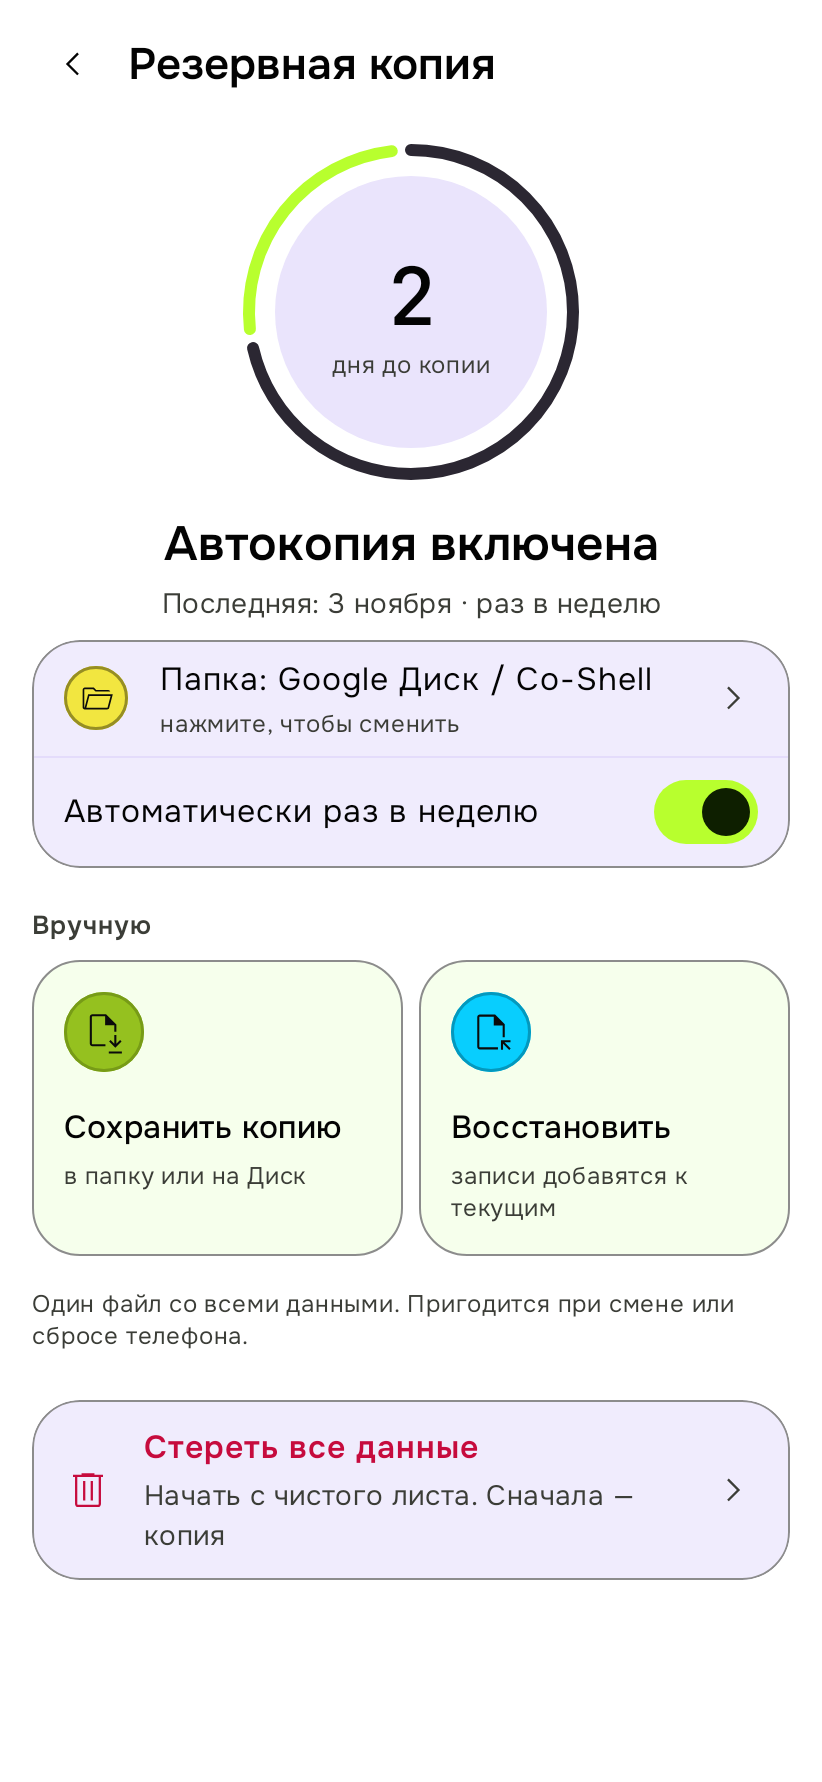 Резервная копия
2
дня до копии
Автокопия включена
Последняя: 3 ноября · раз в неделю
Папка: Google Диск / Co-Shell
нажмите, чтобы сменить
Автоматически раз в неделю
Вручную
Сохранить копию
в папку или на Диск
Восстановить
записи добавятся к
текущим
Один файл со всеми данными. Пригодится при смене или
сбросе телефона.
Стереть все данные
Начать с чистого листа. Сначала —
копия